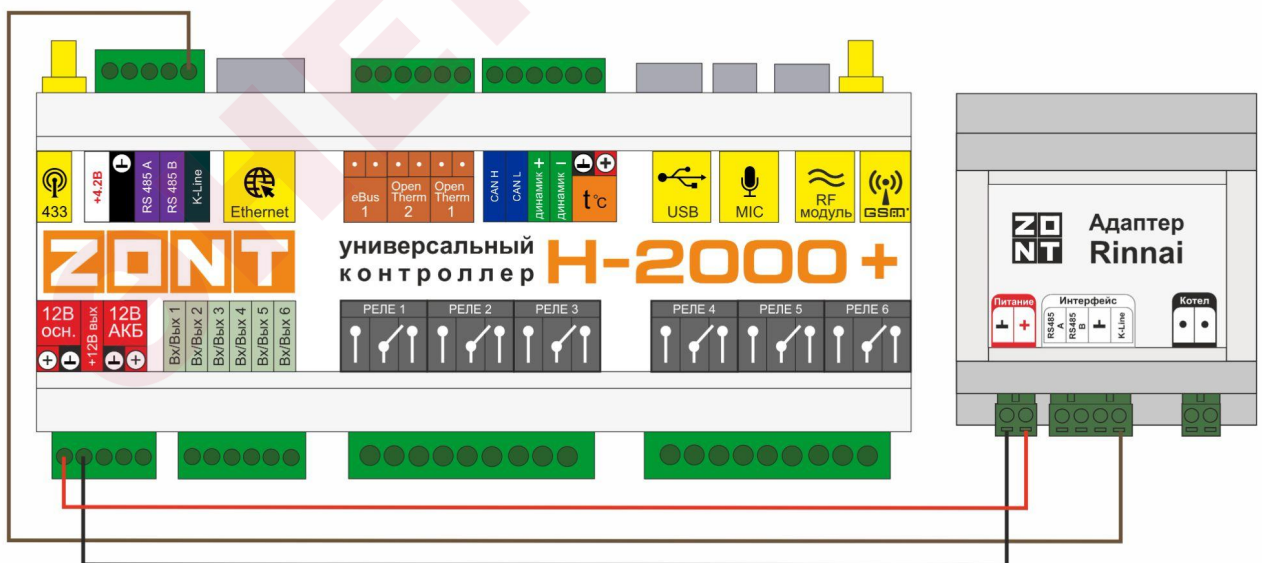 433
+4.2В
RS 485 A
RS 485 B
K-Line
Ethernet
eBus
1
Open
Therm
2
Open
Therm
1
CAN H
CAN L
динамик +
динамик –
t°c
USB
MIC
RF
модуль
GSM
ZONT
универсальный
контроллер
H-2000+
12В
осн.
+12В вых
12В
АКБ
Вх/Вых 1
Вх/Вых 2
Вх/Вых 3
Вх/Вых 4
Вх/Вых 5
Вх/Вых 6
РЕЛЕ 1
РЕЛЕ 2
РЕЛЕ 3
РЕЛЕ 4
РЕЛЕ 5
РЕЛЕ 6
ZO
NT
Адаптер
Rinnai
Питание
Интерфейс
Котел
RS485
A
RS485
B
K-Line